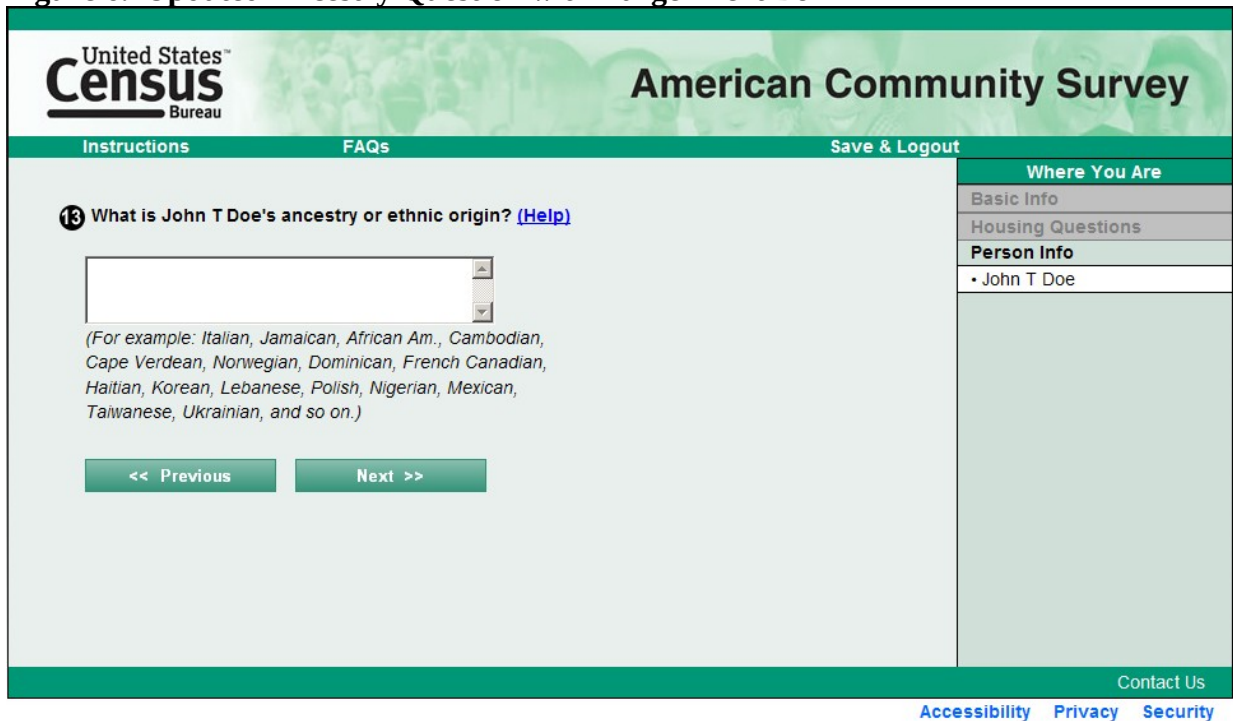 United States™
Census
Bureau
American Community Survey
Instructions FAQs Save & Logout
Where You Are
Basic Info
Housing Questions
Person Info
• John T Doe
13 What is John T Doe's ancestry or ethnic origin? (Help)
(For example: Italian, Jamaican, African Am., Cambodian,
Cape Verdean, Norwegian, Dominican, French Canadian,
Haitian, Korean, Lebanese, Polish, Nigerian, Mexican,
Taiwanese, Ukrainian, and so on.)
<< Previous Next >>
Contact Us
Accessibility Privacy Security